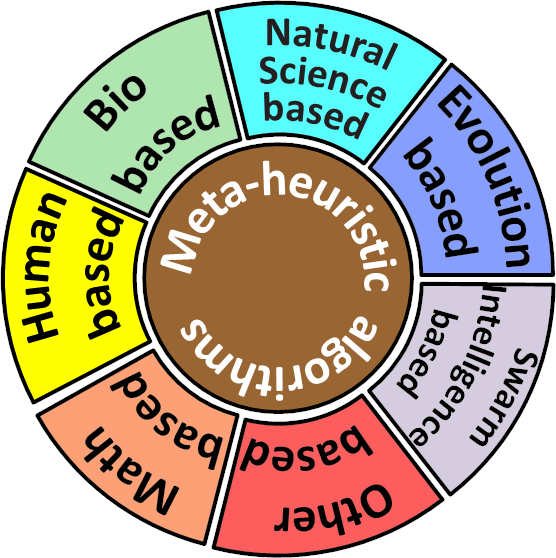 Meta-heuristic
algorithms
Natural
Science
based
Evolution
based
Swarm
Intelligence
based
Other
based
Math
based
Human
based
Bio
based